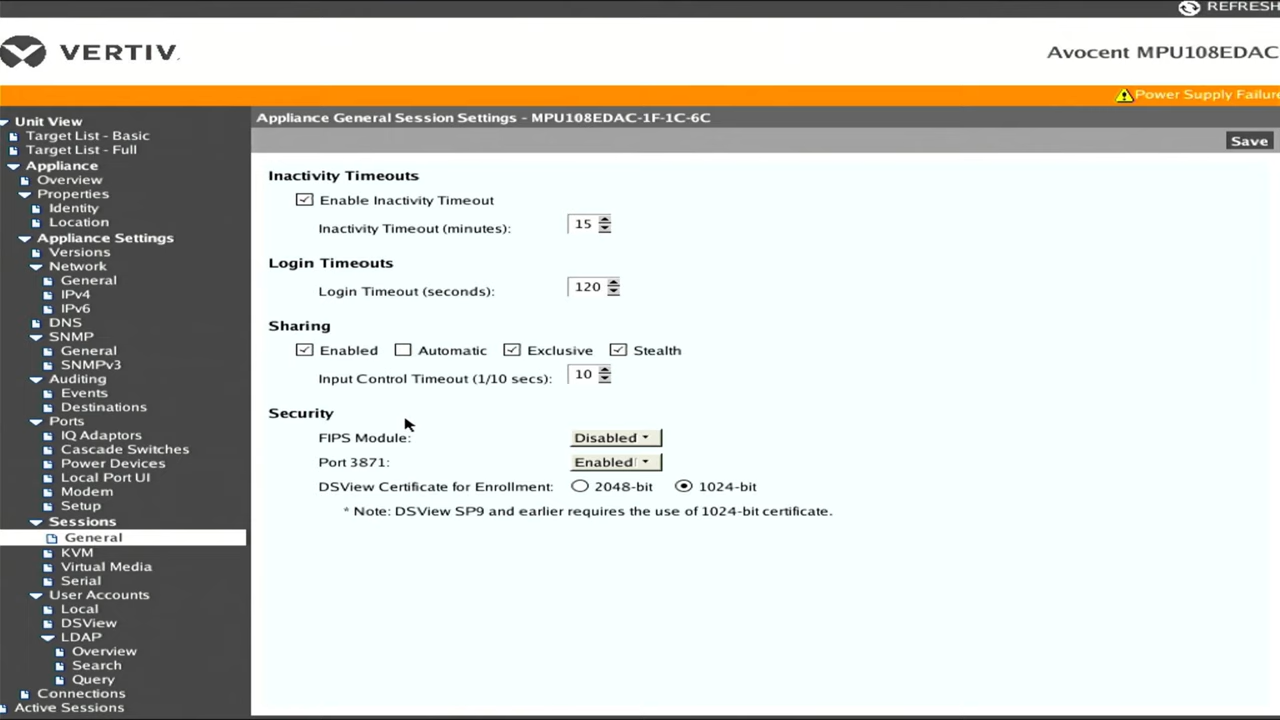 REFRESH
VERTIV.
Avocent MPU108EDAC
Power Supply Failure
Unit View
Target List - Basic
Target List - Full
Appliance
Overview
Properties
Identity
Location
Appliance Settings
Versions
Network
General
IPv4
IPv6
DNS
SNMP
General
SNMPv3
Auditing
Events
Destinations
Ports
IQ Adaptors
Cascade Switches
Power Devices
Local Port UI
Modem
Setup
Sessions
General
KVM
Virtual Media
Serial
User Accounts
Local
DSView
LDAP
Overview
Search
Query
Connections
Active Sessions
Appliance General Session Settings - MPU108EDAC-1F-1C-6C
Save
Inactivity Timeouts
Enable Inactivity Timeout
Inactivity Timeout (minutes): 15
Login Timeouts
Login Timeout (seconds): 120
Sharing
Enabled Automatic Exclusive Stealth
Input Control Timeout (1/10 secs): 10
Security
FIPS Module: Disabled
Port 3871: Enabled
DSView Certificate for Enrollment: 2048-bit 1024-bit
* Note: DSView SP9 and earlier requires the use of 1024-bit certificate.